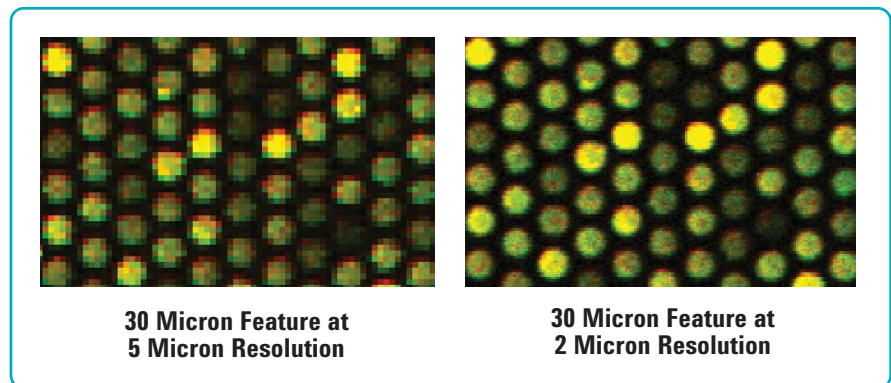 30 Micron Feature at
5 Micron Resolution
30 Micron Feature at
2 Micron Resolution